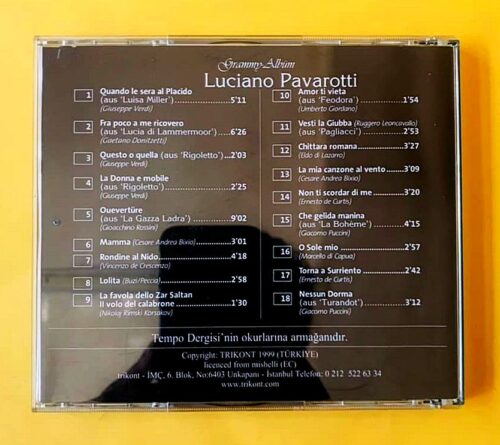 Grammy Albüm
Luciano Pavarotti
1 Quando le sera al Placido
(aus 'Luisa Miller') 5'11
(Giuseppe Verdi)
2 Fra poco a me ricovero
(aus 'Lucia di Lammermoor') 6'26
(Gaetano Donitzetti)
3 Questo o quella (aus 'Rigoletto') 2'03
(Giuseppe Verdi)
4 La Donna e mobile
(aus 'Rigoletto') 2'25
(Giuseppe Verdi)
5 Quevertüre
(aus 'La Gazza Ladra') 9'02
(Gioacchino Rossini)
6 Mamma (Cesare Andrea Bixio) 3'01
7 Rondine al Nido 4'18
(Vincenzo de Crescenzo)
8 Lolita (Buzi/Peccia) 2'58
9 La favola dello Zar Saltan
Il volo del calabrone 1'30
(Nikolaj Rimski Korsakov)
10 Amor ti vieta
(aus 'Feodora') 1'54
(Umberto Giordano)
11 Vesti la Giubba (Ruggero Leoncavallo)
(aus 'Pagliacci') 2'53
12 Chittara romana 3'27
(Eldo di Lazarro)
13 La mia canzone al vento 3'09
(Cesare Andrea Bixio)
14 Non ti scordar di me 3'20
(Ernesto de Curtis)
15 Che gelida manina
(aus 'La Bohème') 4'15
(Giacomo Puccini)
16 O Sole mio 2'57
(Marcello di Capua)
17 Torna a Surriento 2'42
(Ernesto de Curtis)
18 Nessun Dorma
(aus 'Turandot') 3'12
(Giacomo Puccini)
Tempo Dergisi'nin okurlarına armağanıdır.
Copyright: TRIKONT 1999 (TÜRKİYE)
licenced from mishelli (EC)
trikont - İMÇ, 6. Blok, No:6403 Unkapanı - İstanbul Telefon: 0 212 522 63 34
www.trikont.com